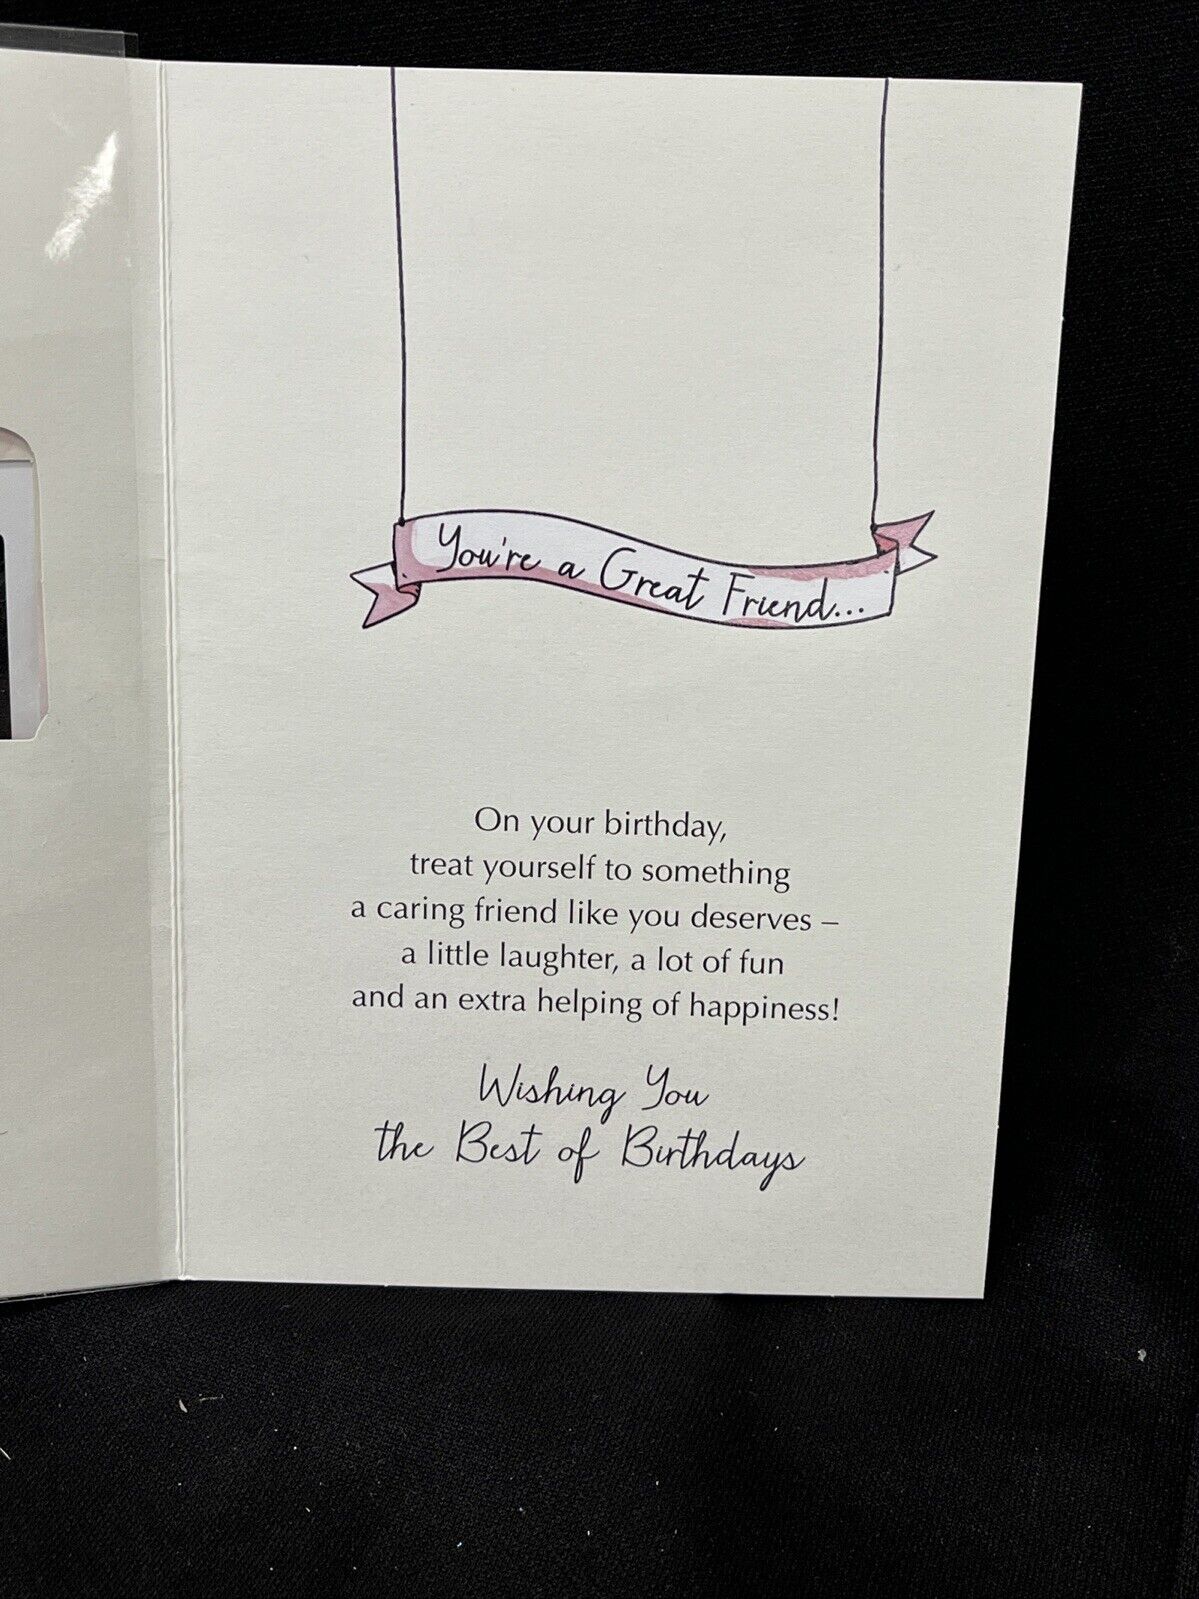 You're a Great Friend...
On your birthday,
treat yourself to something
a caring friend like you deserves –
a little laughter, a lot of fun
and an extra helping of happiness!
Wishing You
the Best of Birthdays